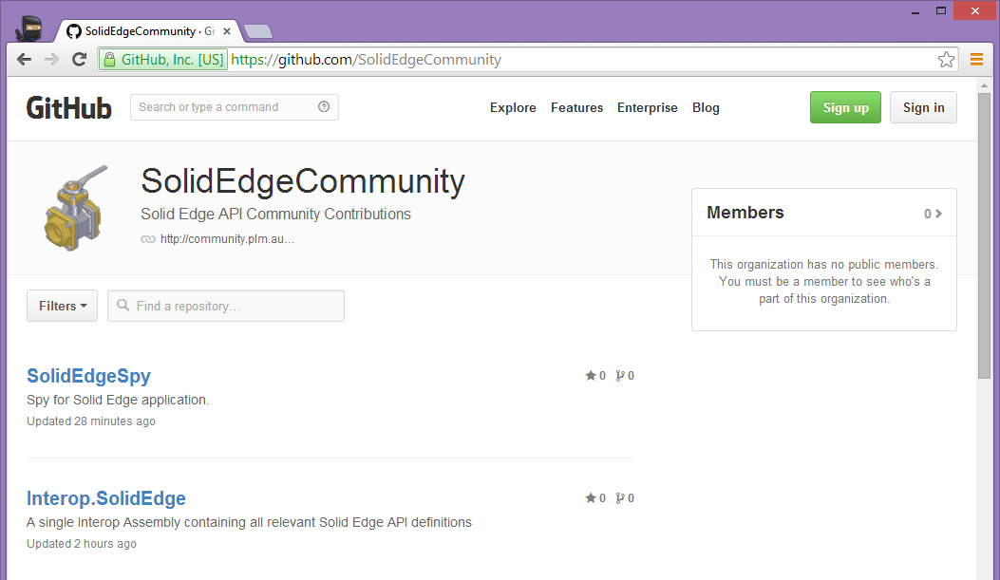 SolidEdgeCommunity · Gi
GitHub, Inc. [US] https://github.com/SolidEdgeCommunity
GitHub
Search or type a command
Explore Features Enterprise Blog
Sign up Sign in
SolidEdgeCommunity
Solid Edge API Community Contributions
http://community.plm.au…
Members 0
This organization has no public members.
You must be a member to see who's a
part of this organization.
Filters
Find a repository…
SolidEdgeSpy 0 0
Spy for Solid Edge application.
Updated 28 minutes ago
Interop.SolidEdge 0 0
A single Interop Assembly containing all relevant Solid Edge API definitions
Updated 2 hours ago